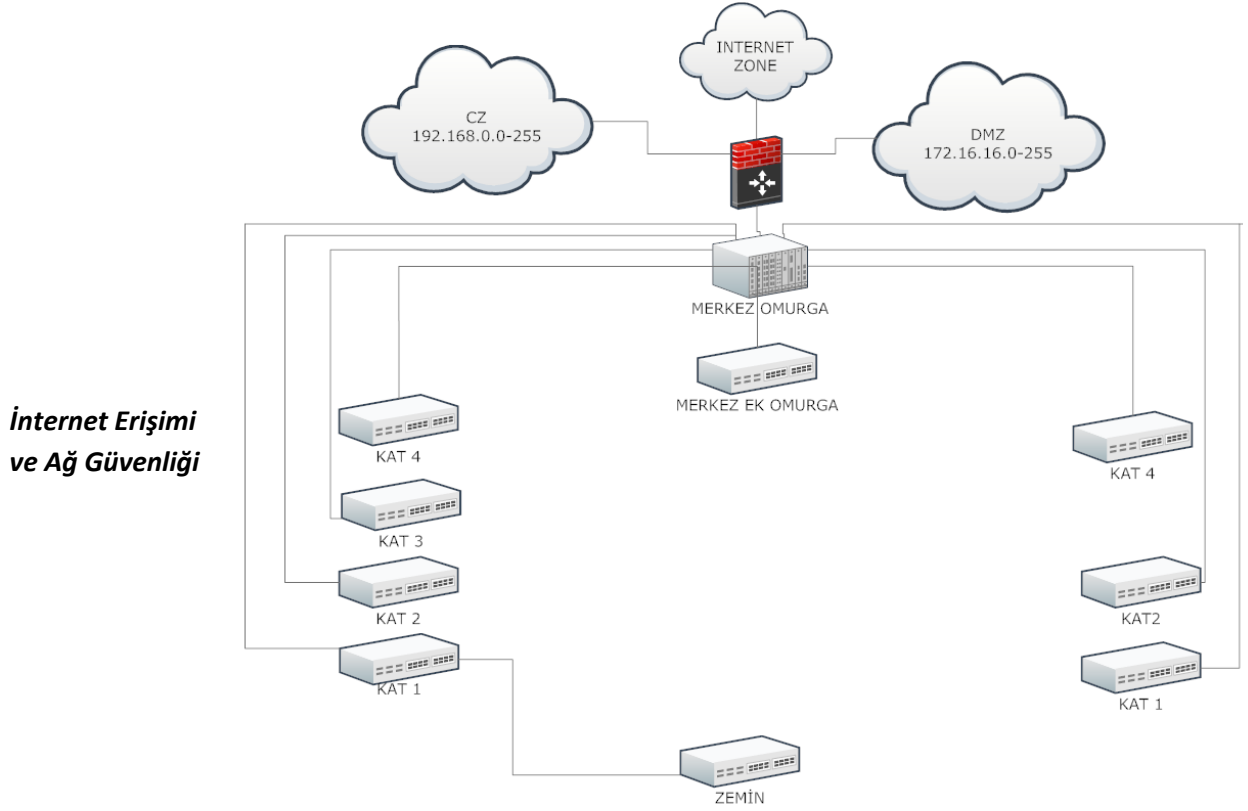 INTERNET
ZONE
CZ
192.168.0.0-255
DMZ
172.16.16.0-255
MERKEZ OMURGA
MERKEZ EK OMURGA
İnternet Erişimi
ve Ağ Güvenliği
KAT 4
KAT 3
KAT 2
KAT 1
KAT 4
KAT2
KAT 1
ZEMİN